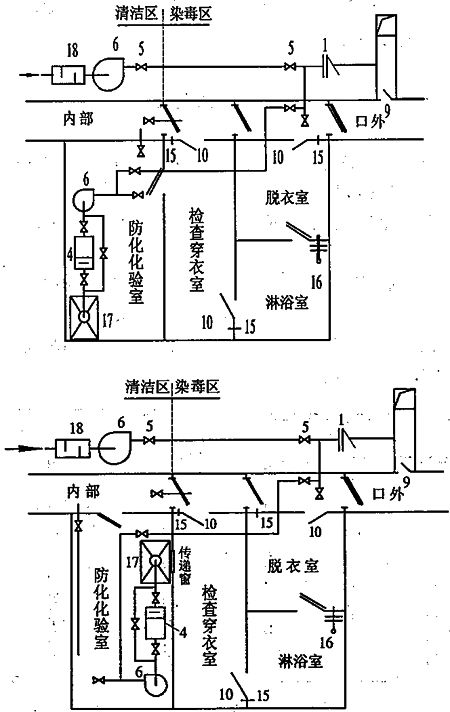 清洁区 染毒区
18
6
5
5
1
9
内部
口外
15
10
10
15
6
脱衣室
防化化验室
检查穿衣室
4
16
淋浴室
17
10
15
清洁区 染毒区
18
6
5
5
1
9
内部
口外
15
10
15
10
17
传递窗
脱衣室
防化化验室
检查穿衣室
4
16
淋浴室
6
10
15